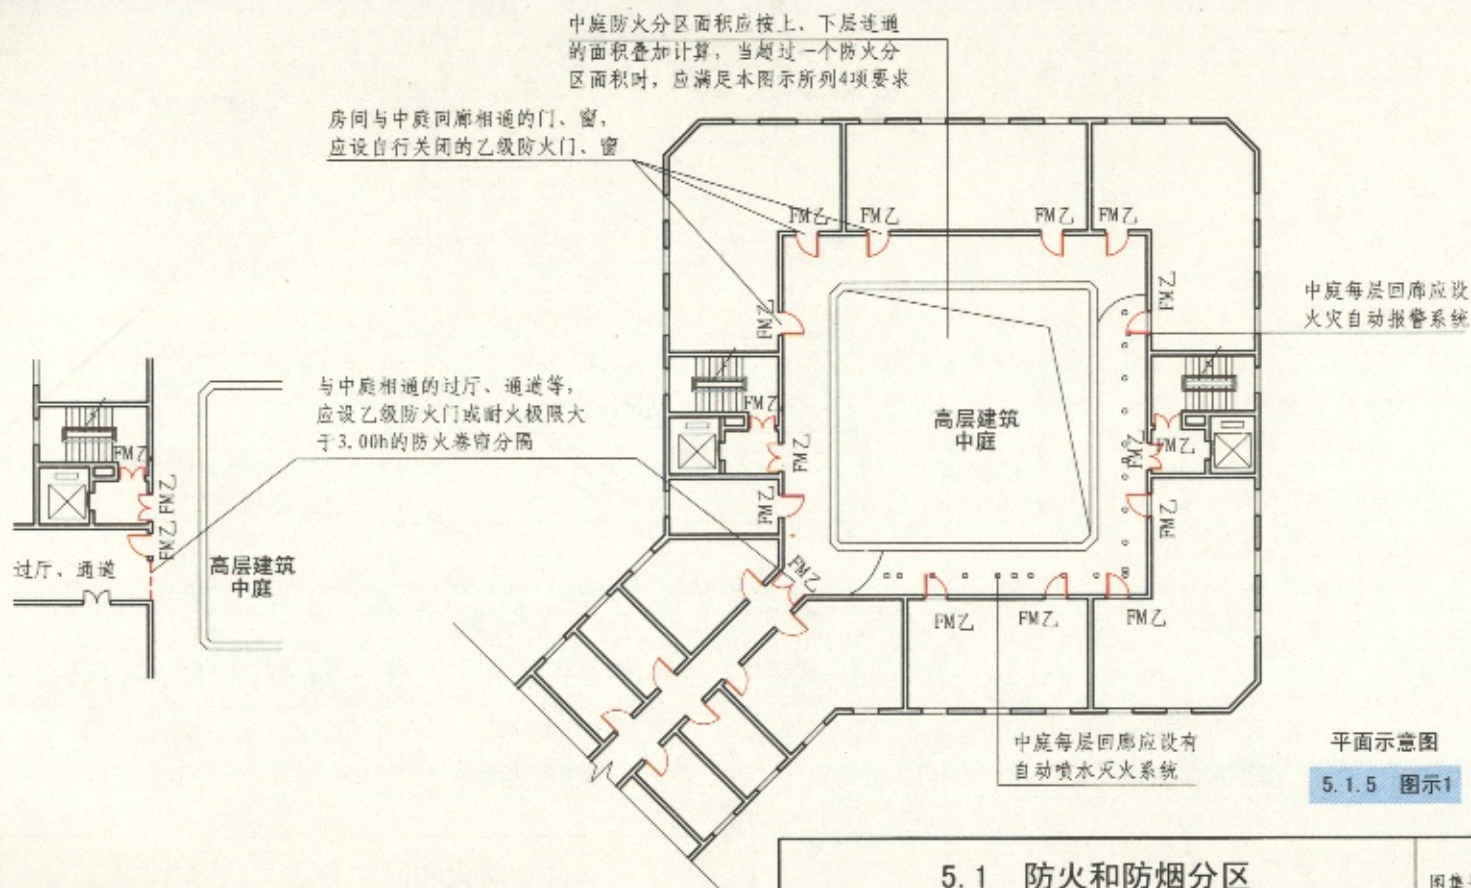 中庭防火分区面积应按上、下层连通
的面积叠加计算，当超过一个防火分
区面积时，应满足本图示所列4项要求
房间与中庭回廊相通的门、窗，
应设自行关闭的乙级防火门、窗
FM乙
FM乙
FM乙
FM乙
FM乙
FM乙
中庭每层回廊应设
火灾自动报警系统
与中庭相通的过厅、通道等，
应设乙级防火门或耐火极限大
于3.00h的防火卷帘分隔
FM乙
FM乙
高层建筑
中庭
FM乙
FM乙
FM乙
FM乙
FM乙
FM乙
FM乙
过厅、通道
高层建筑
中庭
FM乙
FM乙
FM乙
FM乙
FM乙
中庭每层回廊应设有
自动喷水灭火系统
平面示意图
5.1.5 图示1
5.1 防火和防烟分区
图集